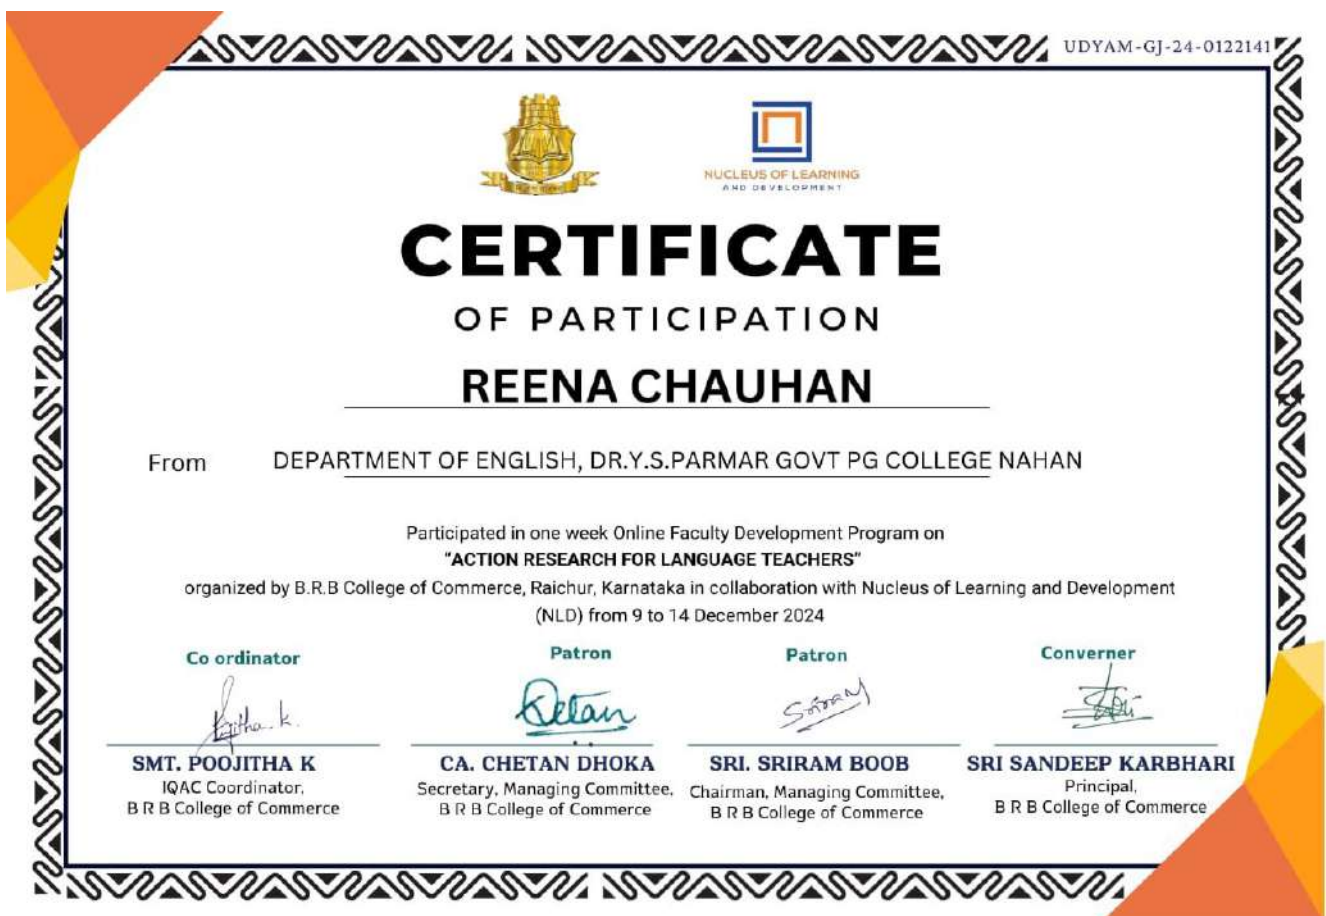 UDYAM-GJ-24-0122141
NUCLEUS OF LEARNING
AND DEVELOPMENT
CERTIFICATE
OF PARTICIPATION
REENA CHAUHAN
From DEPARTMENT OF ENGLISH, DR.Y.S.PARMAR GOVT PG COLLEGE NAHAN
Participated in one week Online Faculty Development Program on
“ACTION RESEARCH FOR LANGUAGE TEACHERS”
organized by B.R.B College of Commerce, Raichur, Karnataka in collaboration with Nucleus of Learning and Development
(NLD) from 9 to 14 December 2024
Co ordinator
Poojitha. k.
SMT. POOJITHA K
IQAC Coordinator,
B R B College of Commerce
Patron
Ketan
CA. CHETAN DHOKA
Secretary, Managing Committee,
B R B College of Commerce
Patron
Sriram
SRI. SRIRAM BOOB
Chairman, Managing Committee,
B R B College of Commerce
Converner
SRI SANDEEP KARBHARI
Principal,
B R B College of Commerce